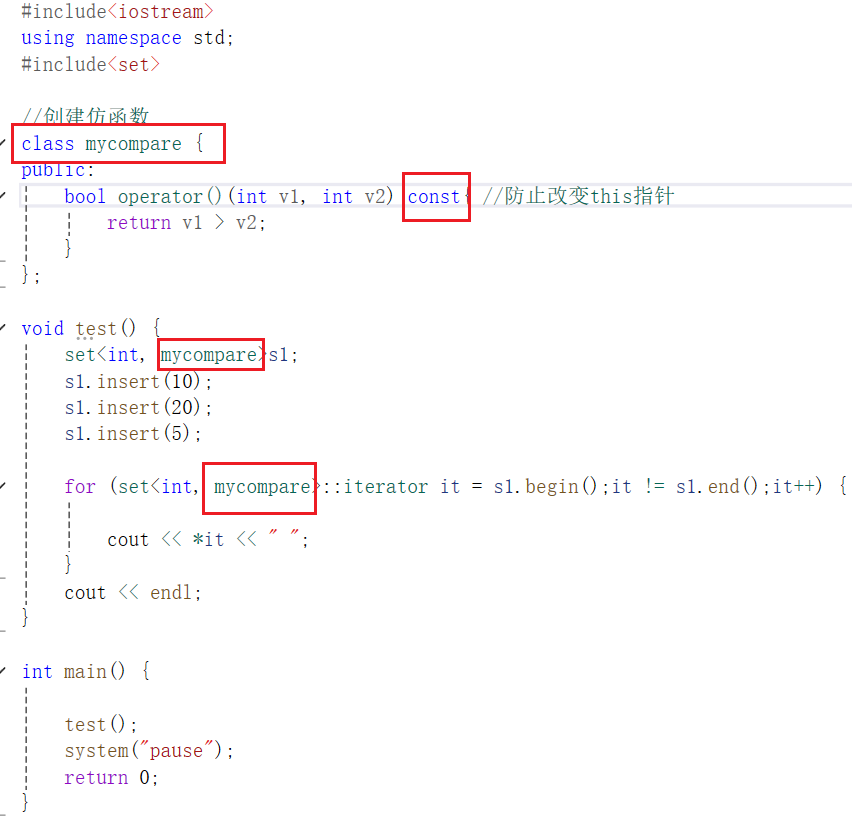 #include<iostream>
using namespace std;
#include<set>
//创建仿函数
class mycompare {
public:
bool operator()(int v1, int v2) const{ //防止改变this指针
return v1 > v2;
}
};
void test() {
set<int, mycompare>s1;
s1.insert(10);
s1.insert(20);
s1.insert(5);
for (set<int, mycompare>::iterator it = s1.begin();it != s1.end();it++) {
cout << *it << " ";
}
cout << endl;
}
int main() {
test();
system("pause");
return 0;
}